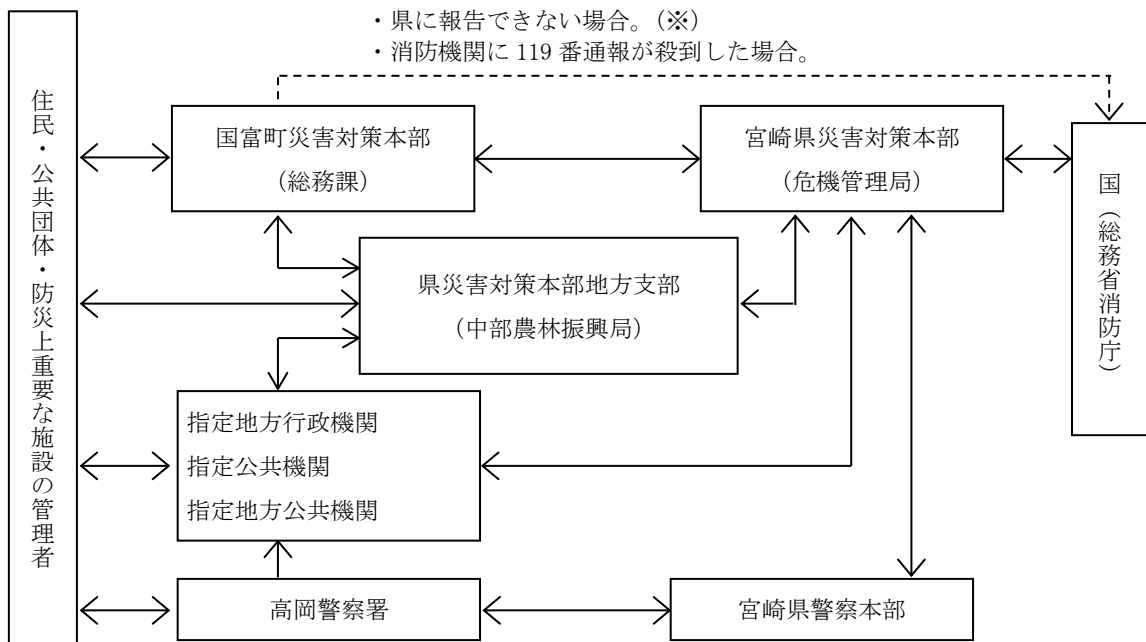 ・県に報告できない場合。(※)
・消防機関に 119 番通報が殺到した場合。
住民・公共団体・防災上重要な施設の管理者
国富町災害対策本部
(総務課)
宮崎県災害対策本部
(危機管理局)
国(総務省消防庁)
県災害対策本部地方支部
(中部農林振興局)
指定地方行政機関
指定公共機関
指定地方公共機関
高岡警察署
宮崎県警察本部